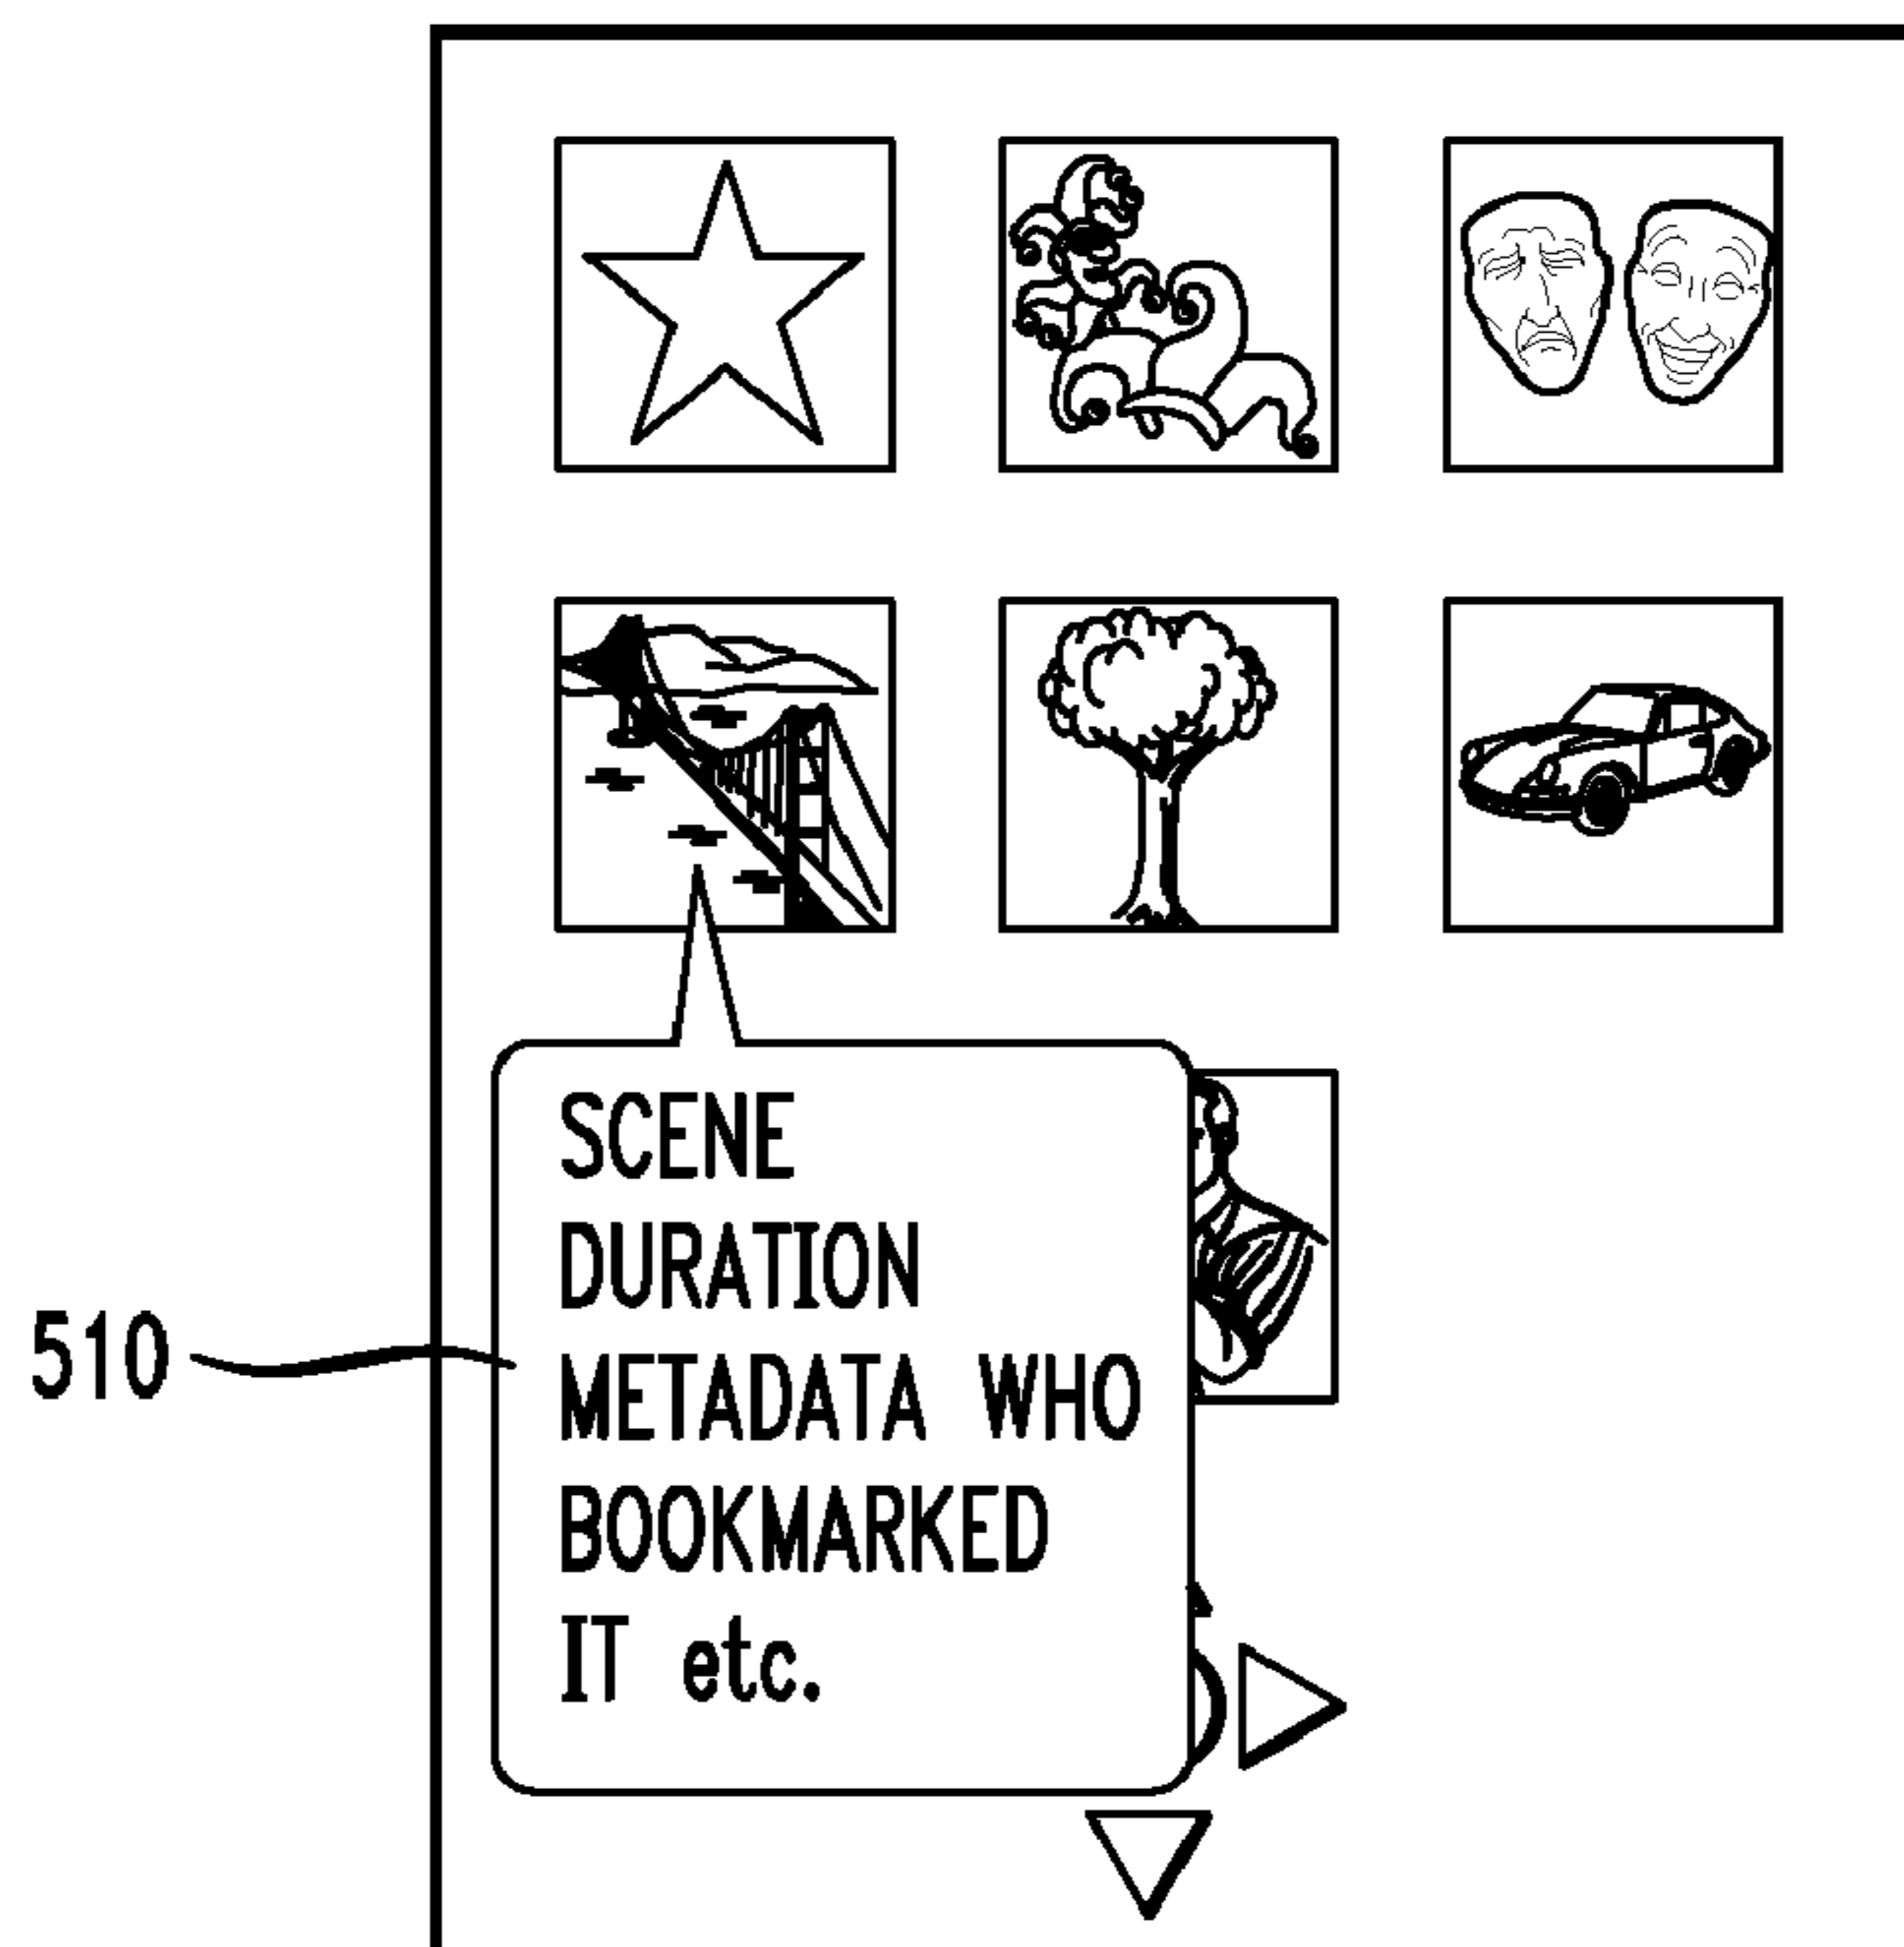 SCENE
DURATION
METADATA WHO
BOOKMARKED
IT etc.
510